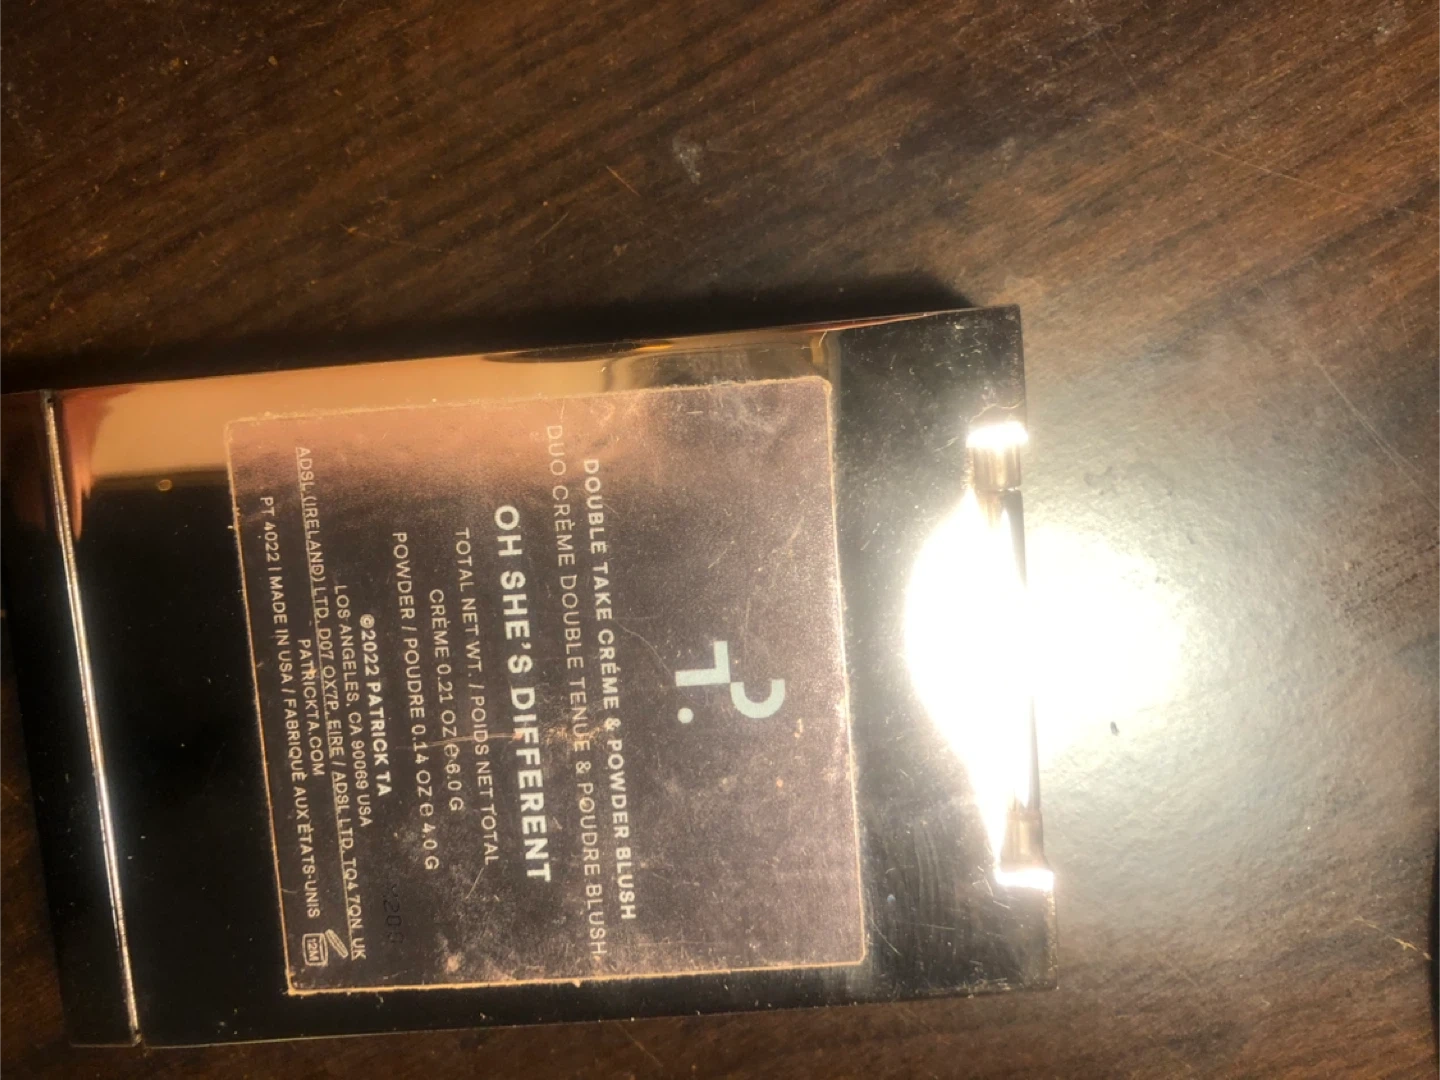 P.
DOUBLE TAKE CRÉME & POWDER BLUSH
DUO CRÈME DOUBLE TENUE & POUDRE BLUSH
OH SHE'S DIFFERENT
TOTAL NET WT. / POIDS NET TOTAL
CRÈME 0.21 OZ e 6.0 G
POWDER / POUDRE 0.14 OZ e 4.0 G
©2022 PATRICK TA
LOS ANGELES, CA 90069 USA
ADSL (IRELAND) LTD. D07 QX7P, EIRE / ADSL LTD. TQ4 7QN, UK
PATRICKTA.COM
PT 4022 | MADE IN USA / FABRIQUÉ AUX ÉTATS-UNIS
12M